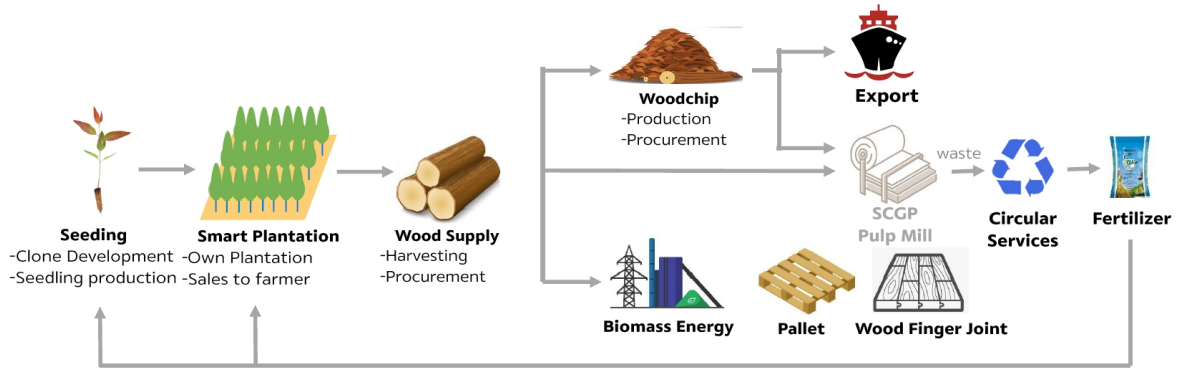 Seeding
-Clone Development
-Seedling production
Smart Plantation
-Own Plantation
-Sales to farmer
Wood Supply
-Harvesting
-Procurement
Woodchip
-Production
-Procurement
Export
SCGP
Pulp Mill
waste
Circular
Services
Fertilizer
Biomass Energy
Pallet
Wood Finger Joint